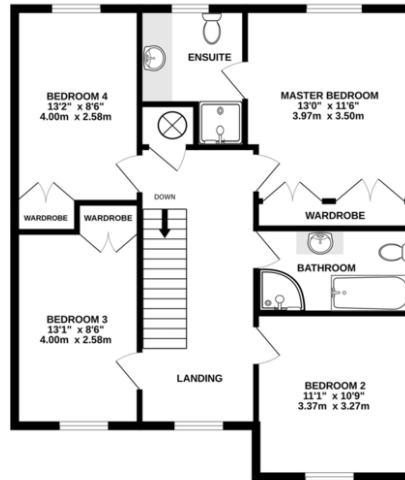 BEDROOM 4
13'2" x 8'6"
4.00m x 2.58m
ENSUITE
MASTER BEDROOM
13'0" x 11'6"
3.97m x 3.50m
DOWN
WARDROBE
WARDROBE
WARDROBE
BATHROOM
BEDROOM 3
13'1" x 8'6"
4.00m x 2.58m
LANDING
BEDROOM 2
11'1" x 10'9"
3.37m x 3.27m